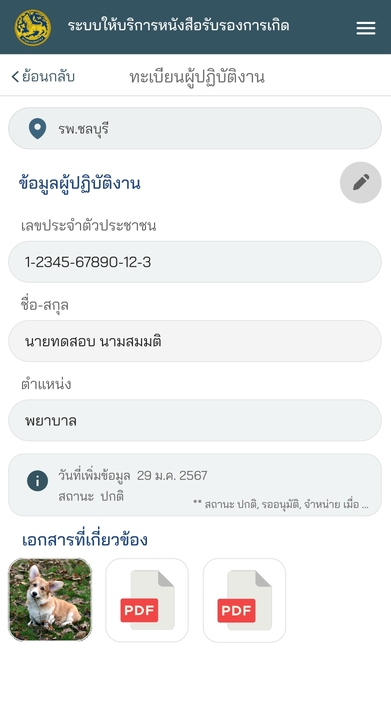 ระบบให้บริการหนังสือรับรองการเกิด
ย้อนกลับ
ทะเบียนผู้ปฏิบัติงาน
รพ.ชลบุรี
ข้อมูลผู้ปฏิบัติงาน
เลขประจำตัวประชาชน
1-2345-67890-12-3
ชื่อ-สกุล
นายทดสอบ นามสมมติ
ตำแหน่ง
พยาบาล
วันที่เพิ่มข้อมูล 29 ม.ค. 2567
สถานะ ปกติ
** สถานะ ปกติ, รออนุมัติ, จำหน่าย เมื่อ ...
เอกสารที่เกี่ยวข้อง
PDF
PDF